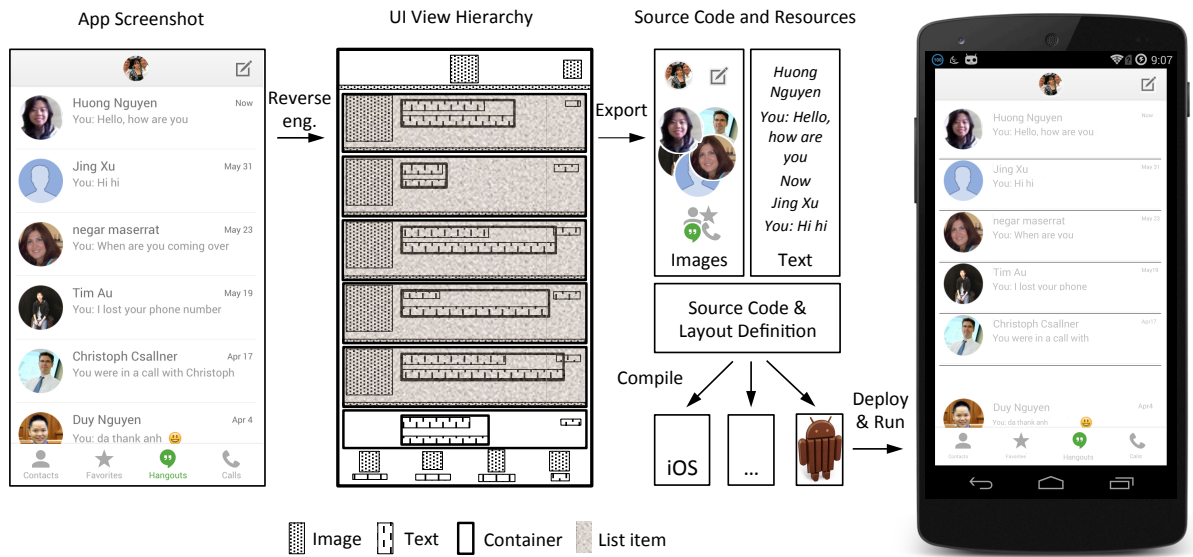 App Screenshot
UI View Hierarchy
Source Code and Resources
Huong Nguyen
Now
You: Hello, how are you
Jing Xu
May 31
You: Hi hi
negar maserrat
May 23
You: When are you coming over
Tim Au
May 19
You: I lost your phone number
Christoph Csallner
Apr 17
You were in a call with Christoph
Duy Nguyen
Apr 4
You: da thank anh
Contacts
Favorites
Hangouts
Calls
Reverse
eng.
Export
Huong
Nguyen
You: Hello,
how are
you
Now
Jing Xu
You: Hi hi
Images
Text
Source Code &
Layout Definition
Compile
iOS
...
Deploy
& Run
100
9:07
Huong Nguyen
Now
You: Hello, how are you
Jing Xu
May 31
You: Hi hi
negar maserrat
May 23
You: When are you
Tim Au
May19
You: I lost your phone
Christoph Csallner
Apr17
You were in a call with
Duy Nguyen
Apr4
You: da thank anh
Contacts
Favorites
Hangouts
Calls
Image
Text
Container
List item